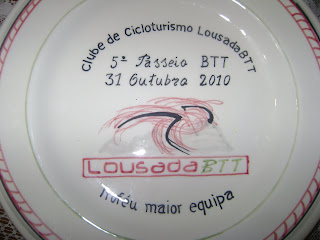 Clube de Cicloturismo LousadaBTT
5º Passeio BTT
31 Outubro 2010
LousadaBTT
Troféu maior equipa